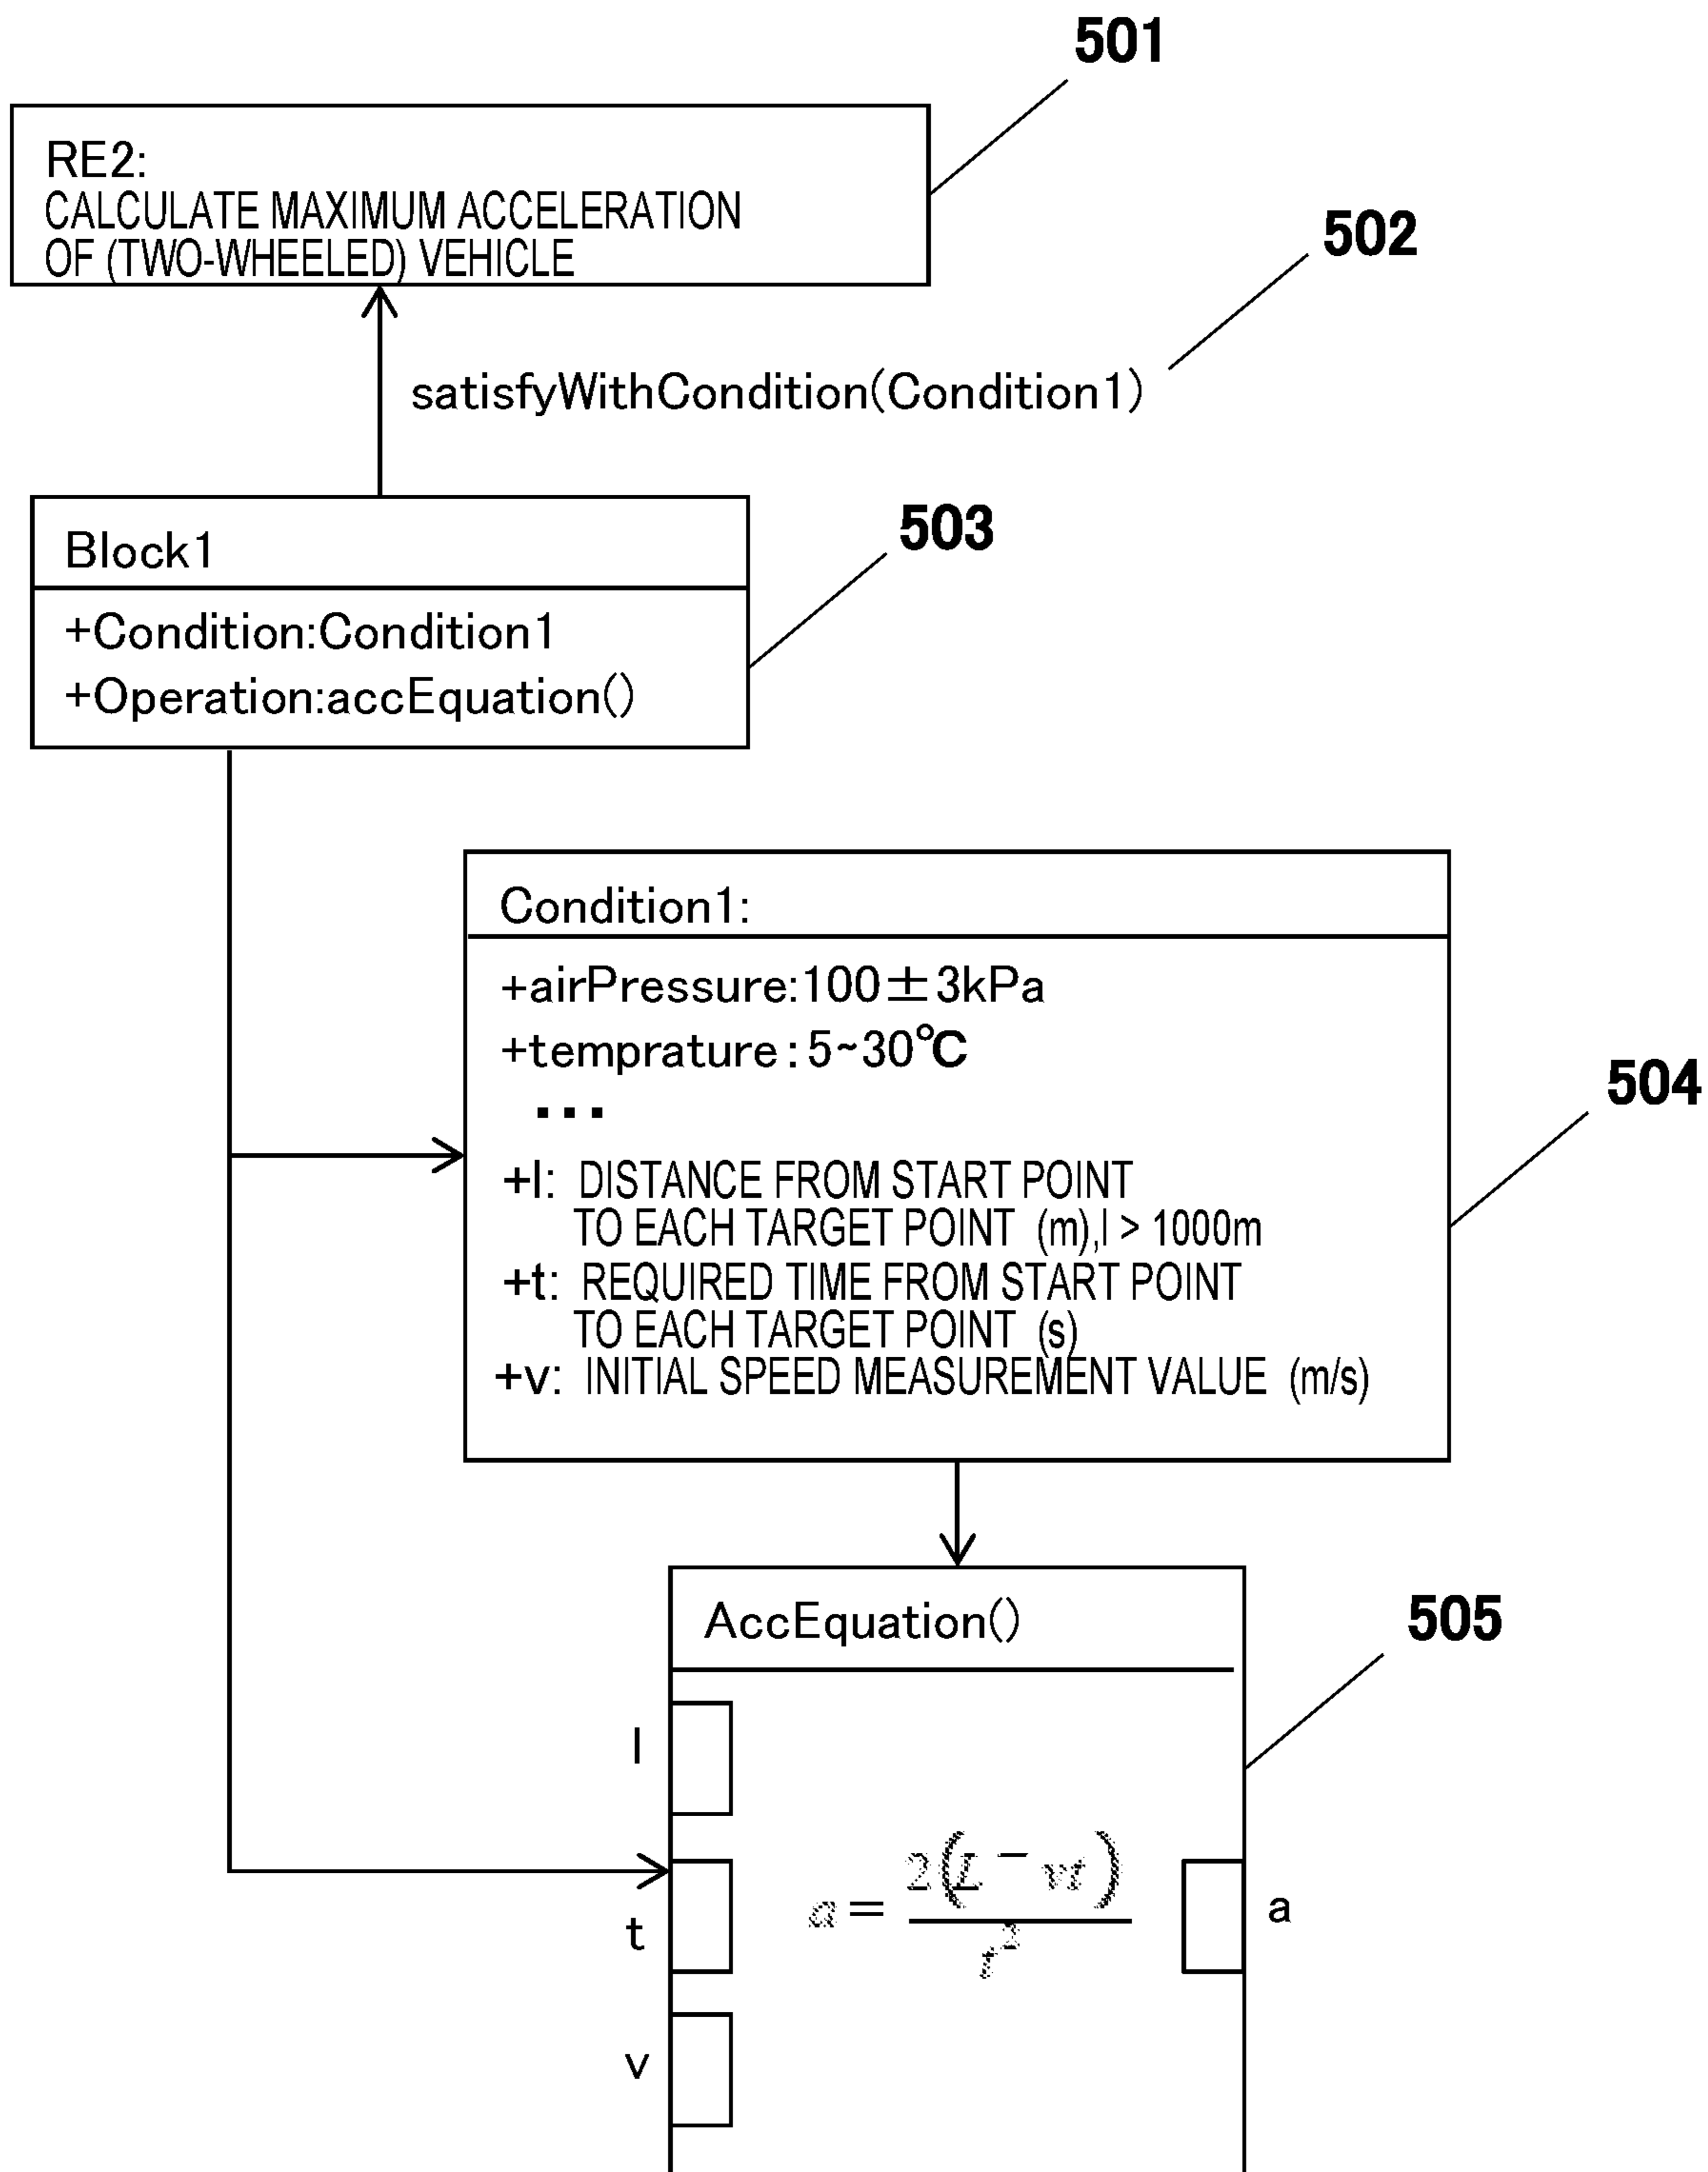 501
RE2:
CALCULATE MAXIMUM ACCELERATION
OF (TWO-WHEELED) VEHICLE
502
satisfyWithCondition(Condition1)
503
Block1
+Condition:Condition1
+Operation:accEquation()
Condition1:
+airPressure:100±3kPa
+temprature:5~30℃
...
504
+l: DISTANCE FROM START POINT
TO EACH TARGET POINT (m),l > 1000m
+t: REQUIRED TIME FROM START POINT
TO EACH TARGET POINT (s)
+v: INITIAL SPEED MEASUREMENT VALUE (m/s)
AccEquation()
505
l
a = 2(L - vt) / t²
a
t
v